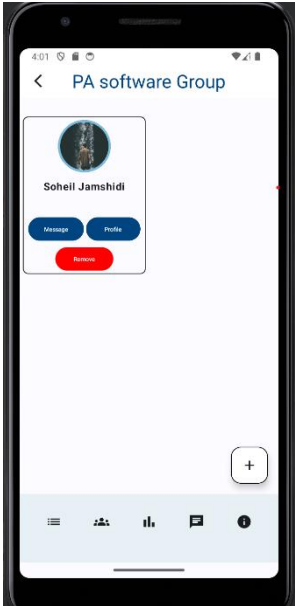 4:01
PA software Group
Soheil Jamshidi
Message Profile
Remove
+